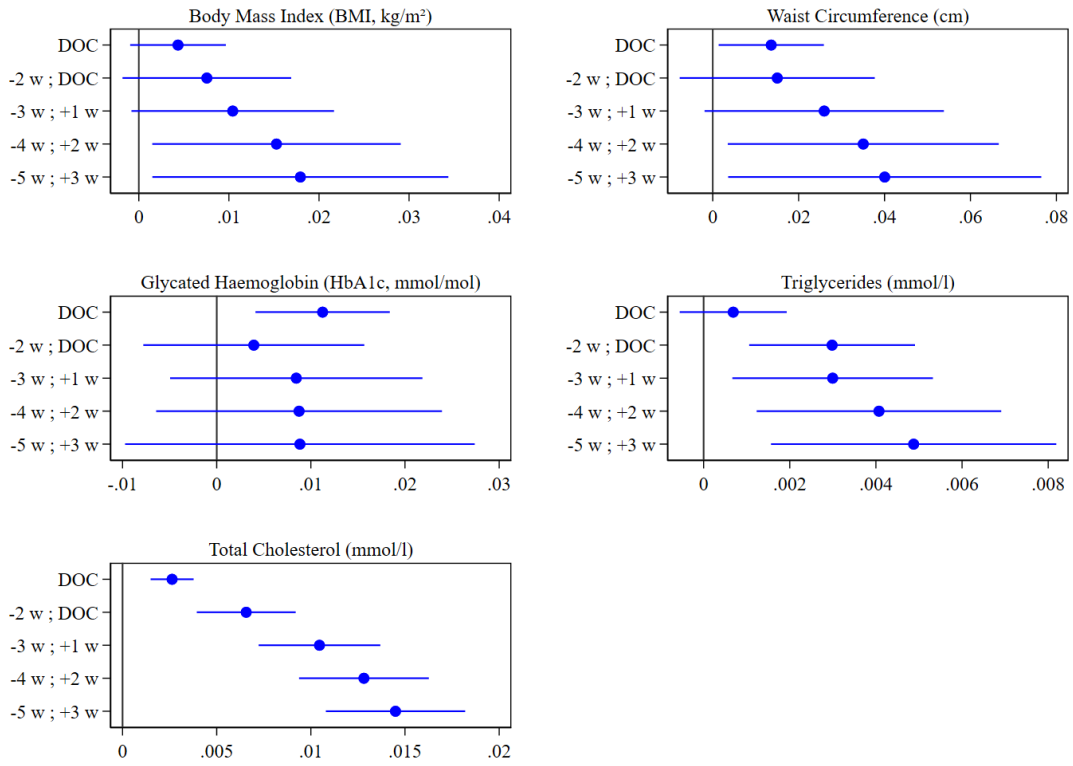 Body Mass Index (BMI, kg/m²)
DOC
-2 w ; DOC
-3 w ; +1 w
-4 w ; +2 w
-5 w ; +3 w
0 .01 .02 .03 .04
Waist Circumference (cm)
DOC
-2 w ; DOC
-3 w ; +1 w
-4 w ; +2 w
-5 w ; +3 w
0 .02 .04 .06 .08
Glycated Haemoglobin (HbA1c, mmol/mol)
DOC
-2 w ; DOC
-3 w ; +1 w
-4 w ; +2 w
-5 w ; +3 w
-.01 0 .01 .02 .03
Triglycerides (mmol/l)
DOC
-2 w ; DOC
-3 w ; +1 w
-4 w ; +2 w
-5 w ; +3 w
0 .002 .004 .006 .008
Total Cholesterol (mmol/l)
DOC
-2 w ; DOC
-3 w ; +1 w
-4 w ; +2 w
-5 w ; +3 w
0 .005 .01 .015 .02